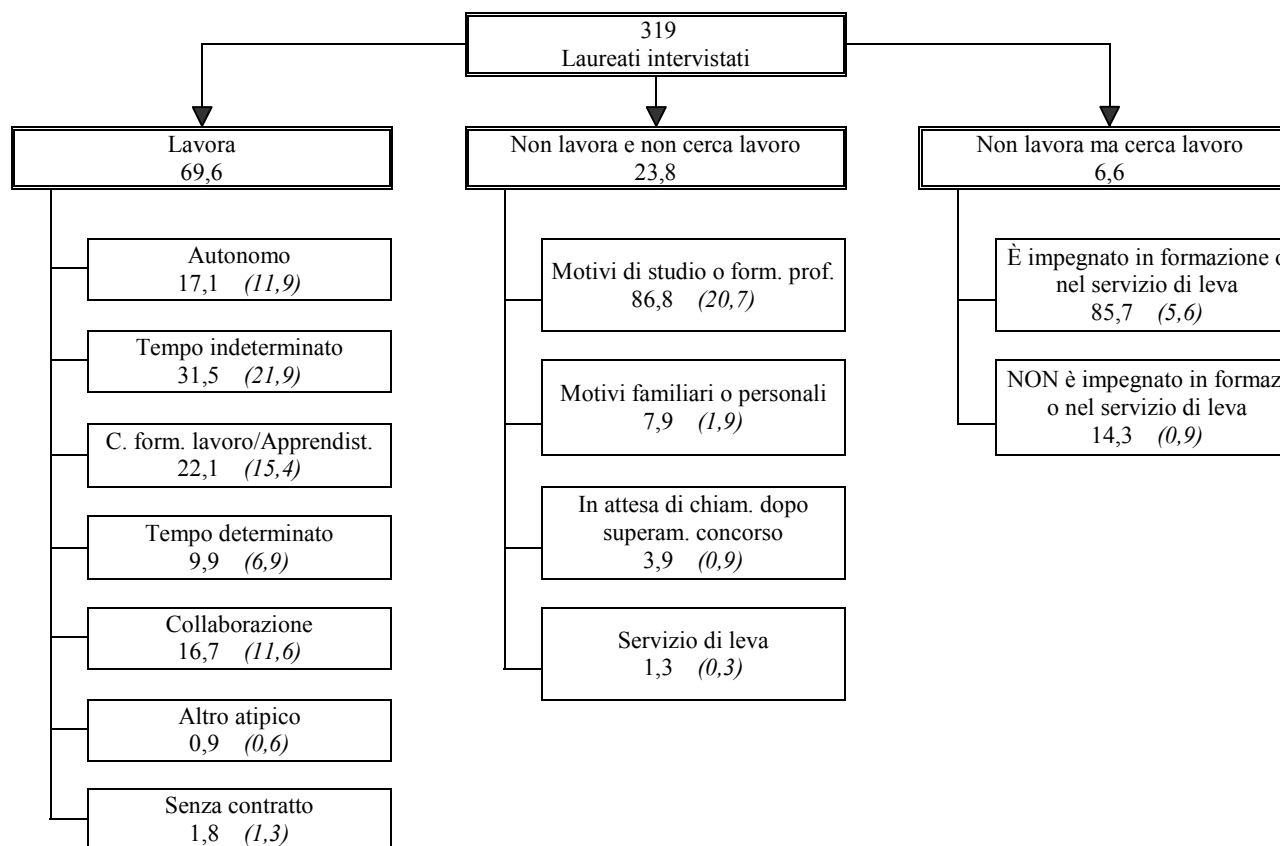 319
Laureati intervistati
Lavora
69,6
Non lavora e non cerca lavoro
23,8
Non lavora ma cerca lavoro
6,6
Autonomo
17,1 (11,9)
Tempo indeterminato
31,5 (21,9)
C. form. lavoro/Apprendist.
22,1 (15,4)
Tempo determinato
9,9 (6,9)
Collaborazione
16,7 (11,6)
Altro atipico
0,9 (0,6)
Senza contratto
1,8 (1,3)
Motivi di studio o form. prof.
86,8 (20,7)
Motivi familiari o personali
7,9 (1,9)
In attesa di chiam. dopo
superam. concorso
3,9 (0,9)
Servizio di leva
1,3 (0,3)
È impegnato in formazione o
nel servizio di leva
85,7 (5,6)
NON è impegnato in
o nel servizio di leva
14,3 (0,9)